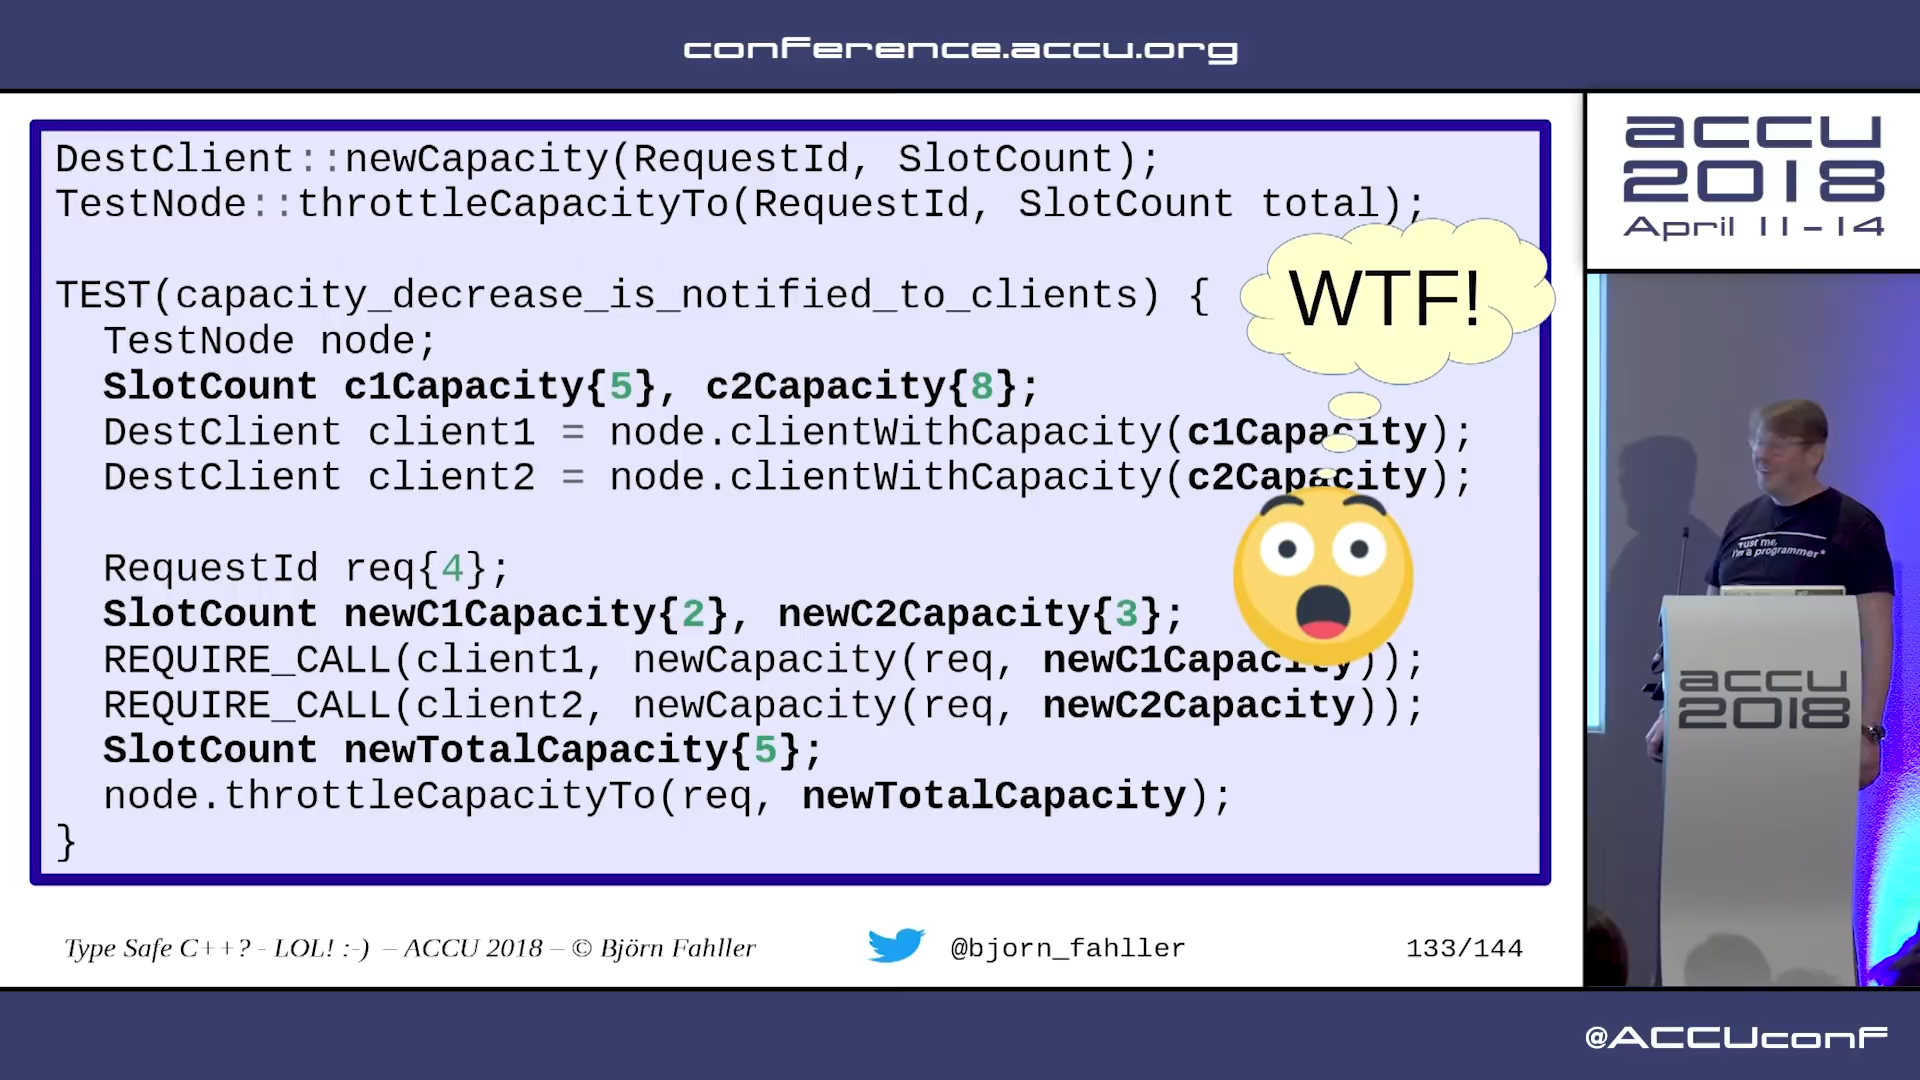 conference.accu.org
DestClient::newCapacity(RequestId, SlotCount);
TestNode::throttleCapacityTo(RequestId, SlotCount total);
TEST(capacity_decrease_is_notified_to_clients) {
TestNode node;
SlotCount c1Capacity{5}, c2Capacity{8};
DestClient client1 = node.clientWithCapacity(c1Capacity);
DestClient client2 = node.clientWithCapacity(c2Capacity);
RequestId req{4};
SlotCount newC1Capacity{2}, newC2Capacity{3};
REQUIRE_CALL(client1, newCapacity(req, newC1Capacity));
REQUIRE_CALL(client2, newCapacity(req, newC2Capacity));
SlotCount newTotalCapacity{5};
node.throttleCapacityTo(req, newTotalCapacity);
}
WTF!
Type Safe C++? - LOL! :-) – ACCU 2018 – © Björn Fahller
@bjorn_fahller
133/144
accu
2018
April 11-14
Trust me,
I'm a programmer*
accu
2018
@ACCUconf